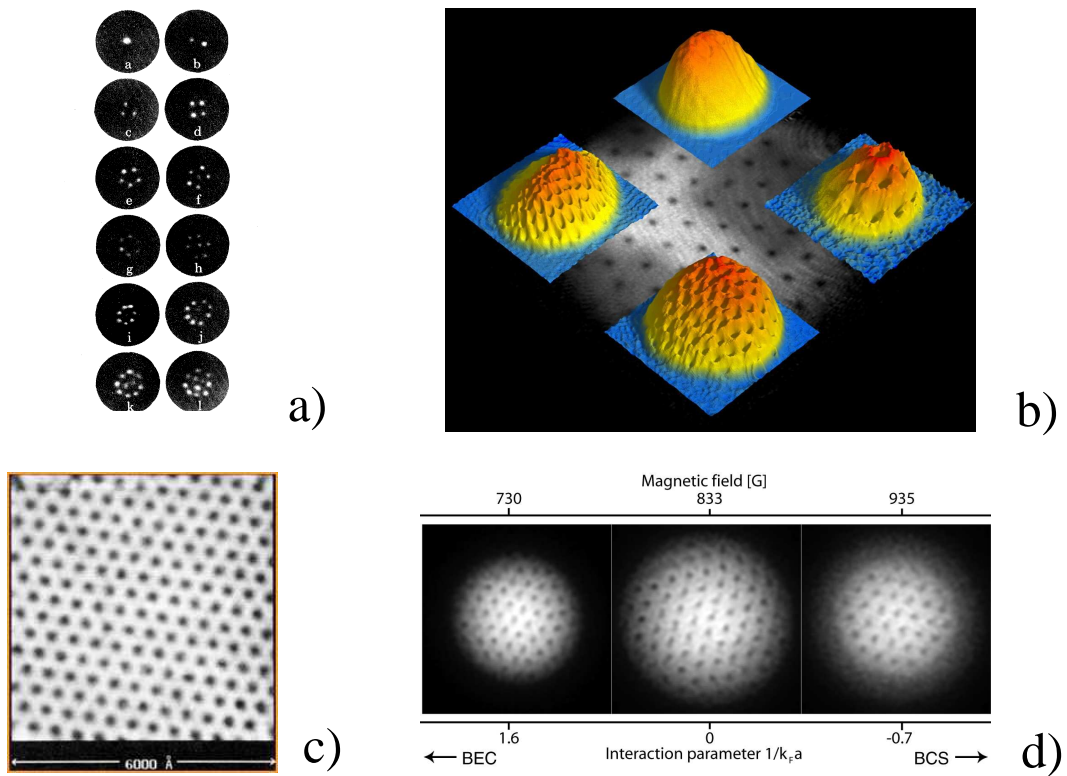 a b
c d
e f
g h
i j
k l
a)
b)
6000 Å
c)
Magnetic field [G]
730 833 935
1.6 0 -0.7
BEC Interaction parameter 1/kFa BCS
d)